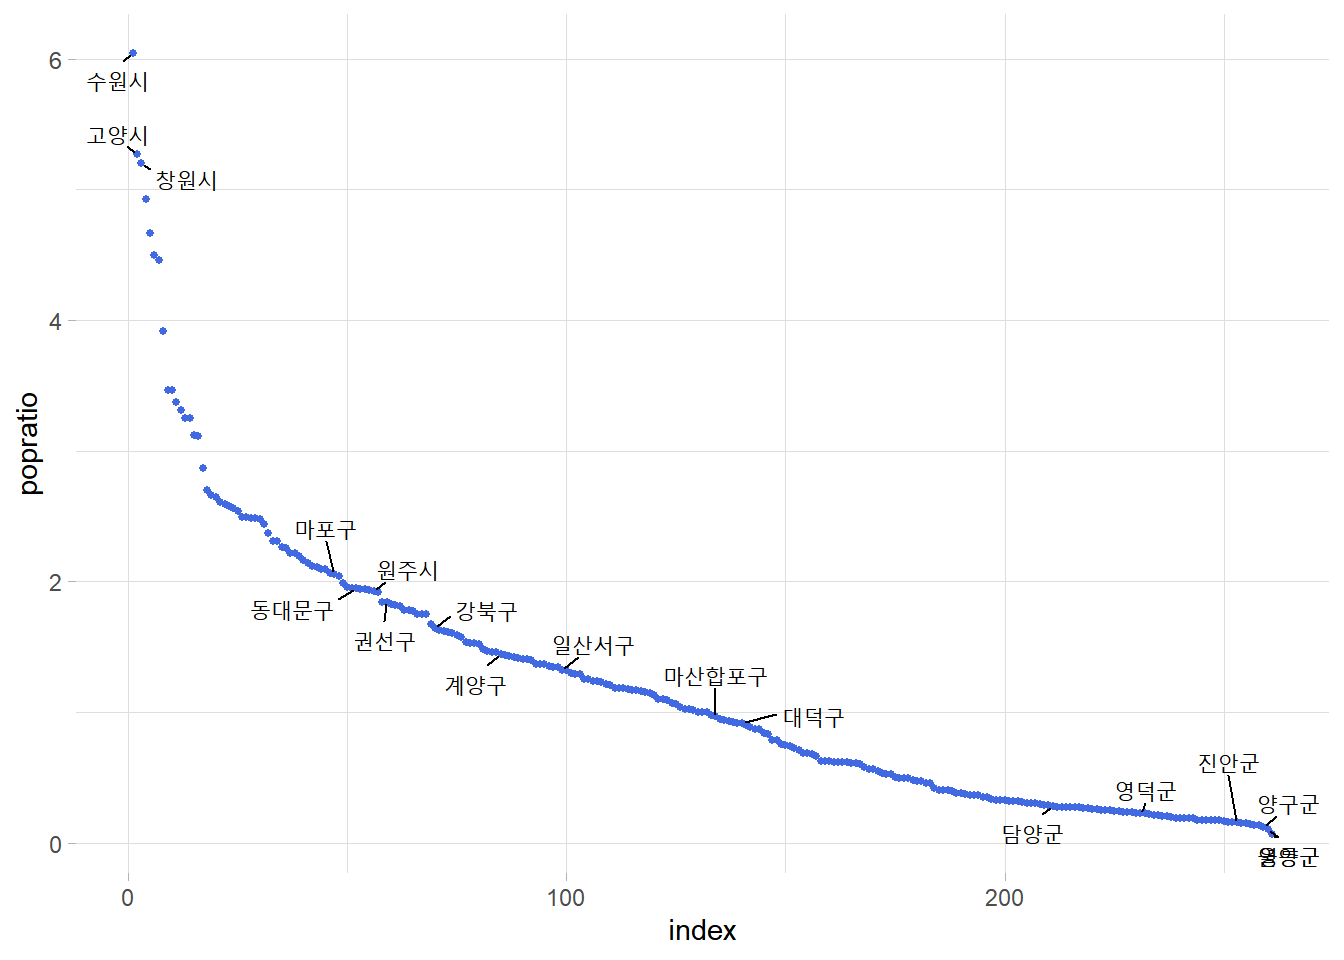 6
4
2
0
popratio
수원시
고양시
창원시
마포구
원주시
동대문구
강북구
권선구
일산서구
계양구
마산합포구
대덕구
진안군
영덕군
양구군
담양군
0
100
200
index